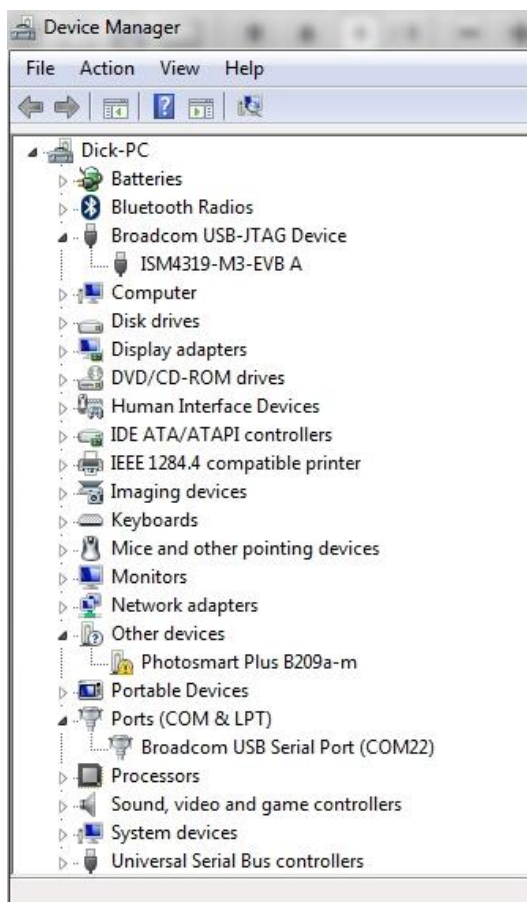 Device Manager
File Action View Help
Dick-PC
Batteries
Bluetooth Radios
Broadcom USB-JTAG Device
ISM4319-M3-EVB A
Computer
Disk drives
Display adapters
DVD/CD-ROM drives
Human Interface Devices
IDE ATA/ATAPI controllers
IEEE 1284.4 compatible printer
Imaging devices
Keyboards
Mice and other pointing devices
Monitors
Network adapters
Other devices
Photosmart Plus B209a-m
Portable Devices
Ports (COM & LPT)
Broadcom USB Serial Port (COM22)
Processors
Sound, video and game controllers
System devices
Universal Serial Bus controllers